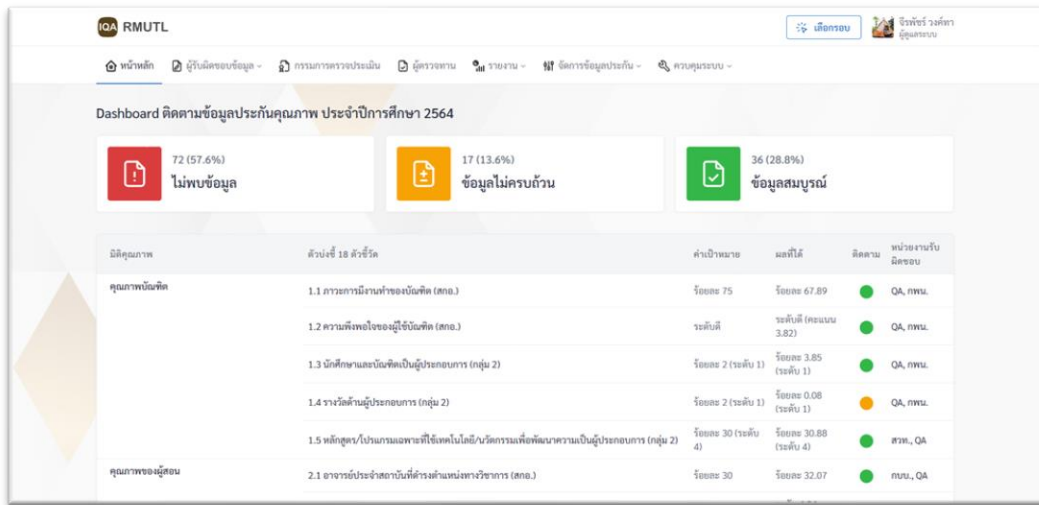 IQA RMUTL
เลือกรอบ
จิรพัชร์ วงค์ทา
ผู้ดูแลระบบ
หน้าหลัก ผู้รับผิดชอบข้อมูล กรรมการตรวจประเมิน ผู้ตรวจทาน รายงาน จัดการข้อมูลประกัน ควบคุมระบบ
Dashboard ติดตามข้อมูลประกันคุณภาพ ประจำปีการศึกษา 2564
72 (57.6%)
ไม่พบข้อมูล
17 (13.6%)
ข้อมูลไม่ครบถ้วน
36 (28.8%)
ข้อมูลสมบูรณ์
มิติคุณภาพ ตัวบ่งชี้ 18 ตัวชี้วัด ค่าเป้าหมาย ผลที่ได้ ติดตาม หน่วยงานรับ
ผิดชอบ
คุณภาพบัณฑิต 1.1 ภาวะการมีงานทำของบัณฑิต (สกอ.) ร้อยละ 75 ร้อยละ 67.89 QA, กพน.
1.2 ความพึงพอใจของผู้ใช้บัณฑิต (สกอ.) ระดับดี ระดับดี (คะแนน
3.82) QA, กพน.
1.3 นักศึกษาและบัณฑิตเป็นผู้ประกอบการ (กลุ่ม 2) ร้อยละ 2 (ระดับ 1) ร้อยละ 3.85
(ระดับ 1) QA, กพน.
1.4 รางวัลด้านผู้ประกอบการ (กลุ่ม 2) ร้อยละ 2 (ระดับ 1) ร้อยละ 0.08
(ระดับ 1) QA, กพน.
1.5 หลักสูตร/โปรแกรมเฉพาะที่ใช้เทคโนโลยี/นวัตกรรมเพื่อพัฒนาความเป็นผู้ประกอบการ (กลุ่ม 2) ร้อยละ 30 (ระดับ
4) ร้อยละ 30.88
(ระดับ 4) สวท., QA
คุณภาพของผู้สอน 2.1 อาจารย์ประจำสถาบันที่ดำรงตำแหน่งทางวิชาการ (สกอ.) ร้อยละ 30 ร้อยละ 32.07 กบบ., QA